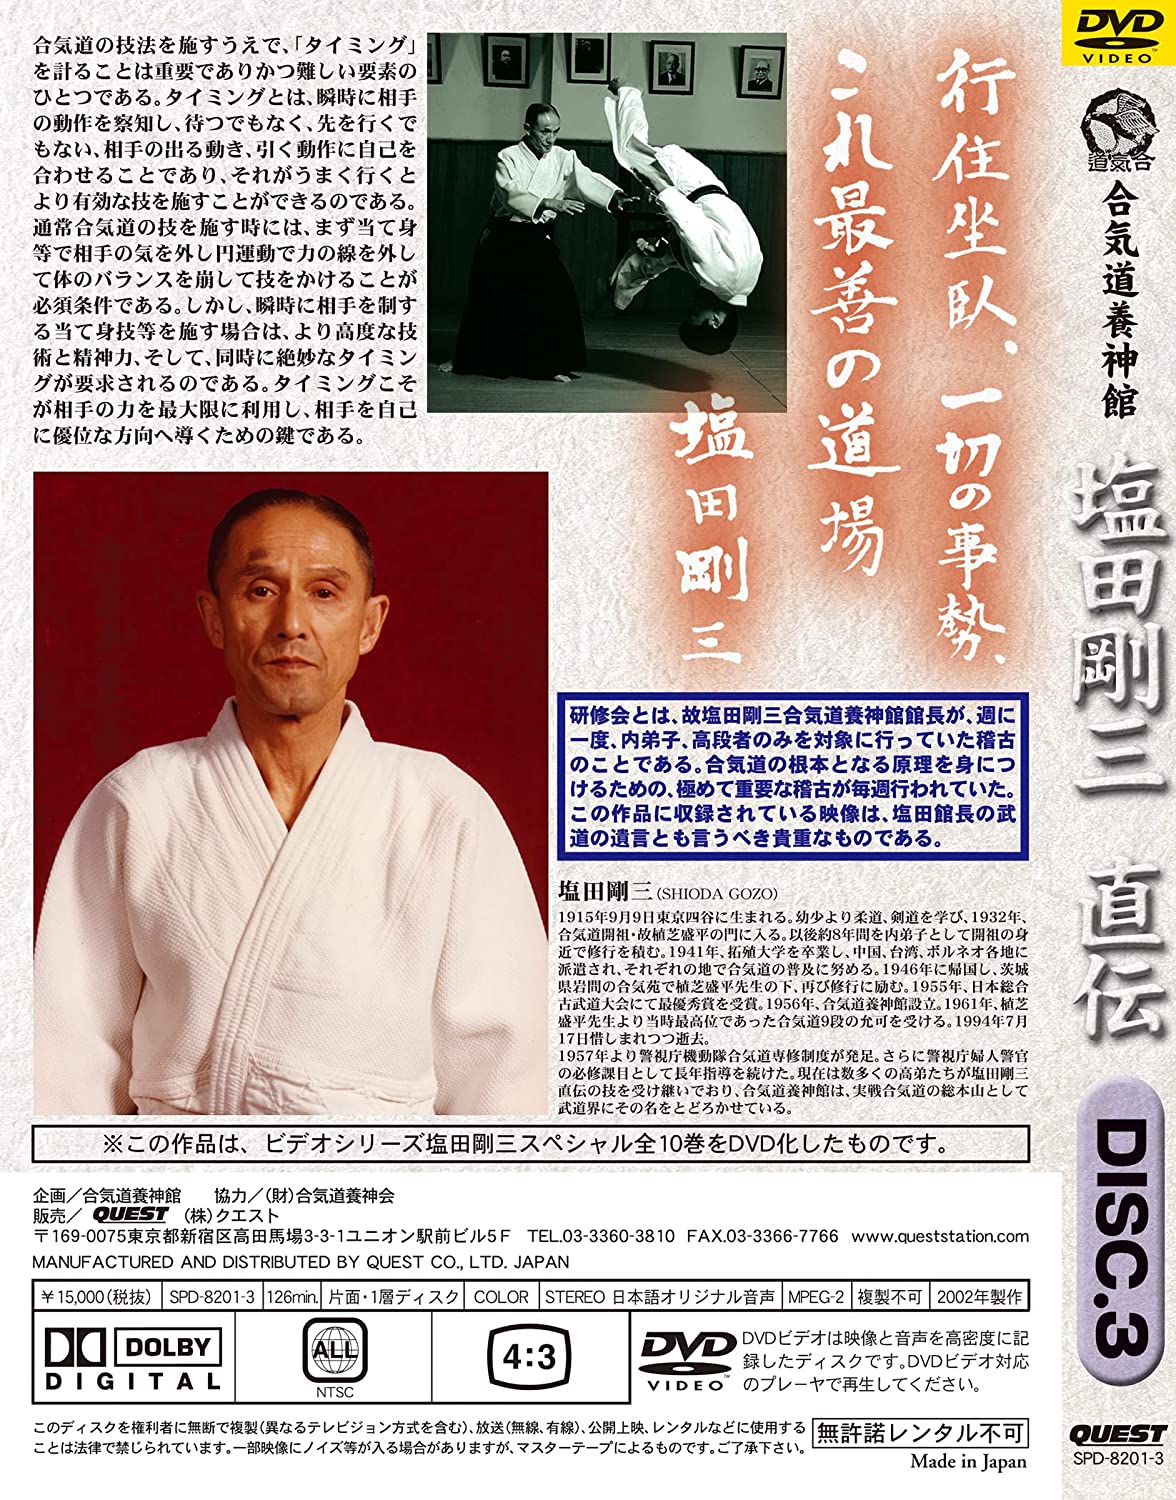 合気道の技法を施すうえで、「タイミング」
を計ることは重要でありかつ難しい要素の
ひとつである。タイミングとは、瞬時に相手
の動作を察知し、待つでもなく、先を行くで
もない、相手の出る動き、引く動作に自己を
合わせることであり、それがうまく行くと
より有効な技を施すことができるのである。
通常合気道の技を施す時には、まず当て身
等で相手の気を外し円運動で力の線を外し
て体のバランスを崩して技をかけることが
必須条件である。しかし、瞬時に相手を制す
る当て身技等を施す場合は、より高度な技
術と精神力、そして、同時に絶妙なタイミン
グが要求されるのである。タイミングこそ
が相手の力を最大限に利用し、相手を自己
に優位な方向へ導くための鍵である。
行住坐臥、一切の事勢、
これ最善の道場
塩田剛三
研修会とは、故塩田剛三合気道養神館館長が、週に
一度、内弟子、高段者のみを対象に行っていた稽古
のことである。合気道の根本となる原理を身につ
けるための、極めて重要な稽古が毎週行われていた。
この作品に収録されている映像は、塩田館長の武
道の遺言とも言うべき貴重なものである。
塩田剛三(SHIODA GOZO)
1915年9月9日東京四谷に生まれる。幼少より柔道、剣道を学び、1932年、
合気道開祖・故植芝盛平の門に入る。以後約8年間を内弟子として開祖の身
近で修行を積む。1941年、拓殖大学を卒業し、中国、台湾、ボルネオ各地に
派遣され、それぞれの地で合気道の普及に努める。1946年に帰国し、茨城
県岩間の合気苑で植芝盛平先生の下、再び修行に励む。1955年、日本総合
古武道大会にて最優秀賞を受賞。1956年、合気道養神館設立。1961年、植芝
盛平先生より当時最高位であった合気道9段の允可を受ける。1994年7月
17日惜しまれつつ逝去。
1957年より警視庁機動隊合気道専修制度が発足。さらに警視庁婦人警官
の必修課目として長年指導を続けた。現在は数多くの高弟たちが塩田剛三
直伝の技を受け継いでおり、合気道養神館は、実戦合気道の総本山として
武道界にその名をとどろかせている。
※この作品は、ビデオシリーズ塩田剛三スペシャル全10巻をDVD化したものです。
企画／合気道養神館 協力／(財)合気道養神会
販売／ QUEST (株)クエスト
〒169-0075東京都新宿区高田馬場3-3-1ユニオン駅前ビル5F TEL.03-3360-3810 FAX.03-3366-7766 www.queststation.com
MANUFACTURED AND DISTRIBUTED BY QUEST CO., LTD. JAPAN
￥15,000(税抜) SPD-8201-3 126min. 片面・1層ディスク COLOR STEREO 日本語オリジナル音声 MPEG-2 複製不可 2002年製作
DOLBY
DIGITAL
ALL
NTSC
4:3
DVD
VIDEO
DVDビデオは映像と音声を高密度に記
録したディスクです。DVDビデオ対応
のプレーヤで再生してください。
このディスクを権利者に無断で複製(異なるテレビジョン方式を含む)、放送(無線、有線)、公開上映、レンタルなどに使用する
ことは法律で禁じられています。一部映像にノイズ等が入る場合がありますが、マスターテープによるものです。ご了承下さい。
無許諾レンタル不可
Made in Japan
DVD
VIDEO
道気合
合気道養神館
塩田剛三 直伝
DISC.3
QUEST
SPD-8201-3